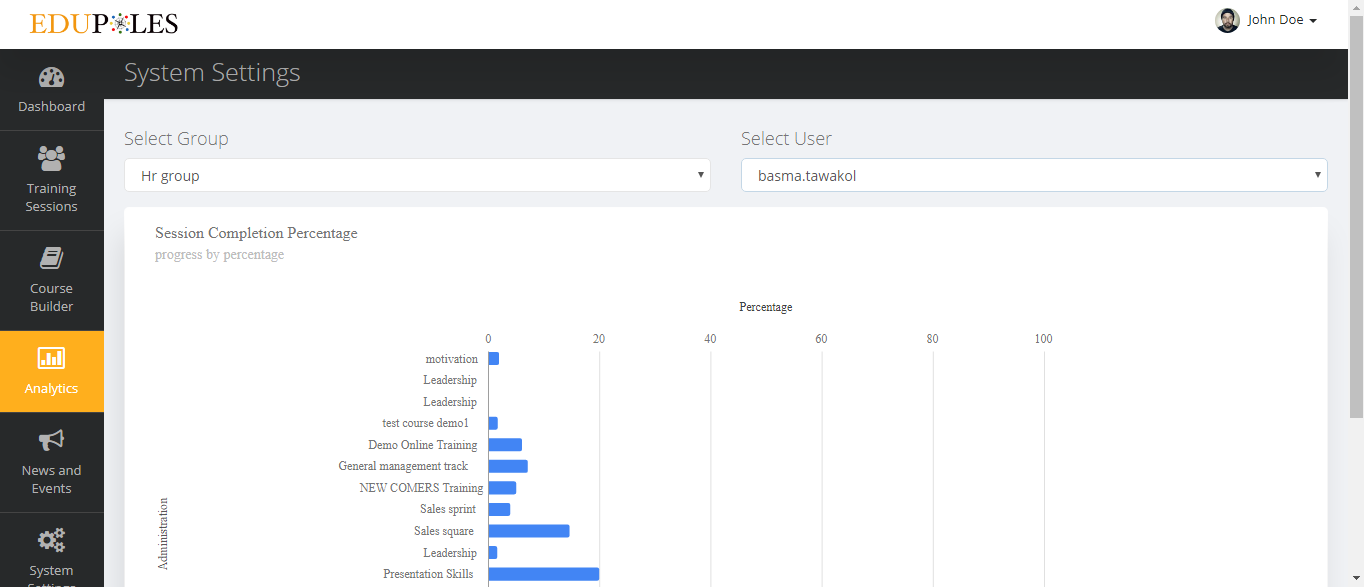 EDUPOLES
John Doe
System Settings
Dashboard
Training
Sessions
Course
Builder
Analytics
News and
Events
System
Settings
Select Group
Select User
Hr group
basma.tawakol
Session Completion Percentage
progress by percentage
Percentage
0 20 40 60 80 100
motivation
Leadership
Leadership
test course demo1
Demo Online Training
General management track
NEW COMERS Training
Sales sprint
Sales square
Leadership
Presentation Skills
Administration